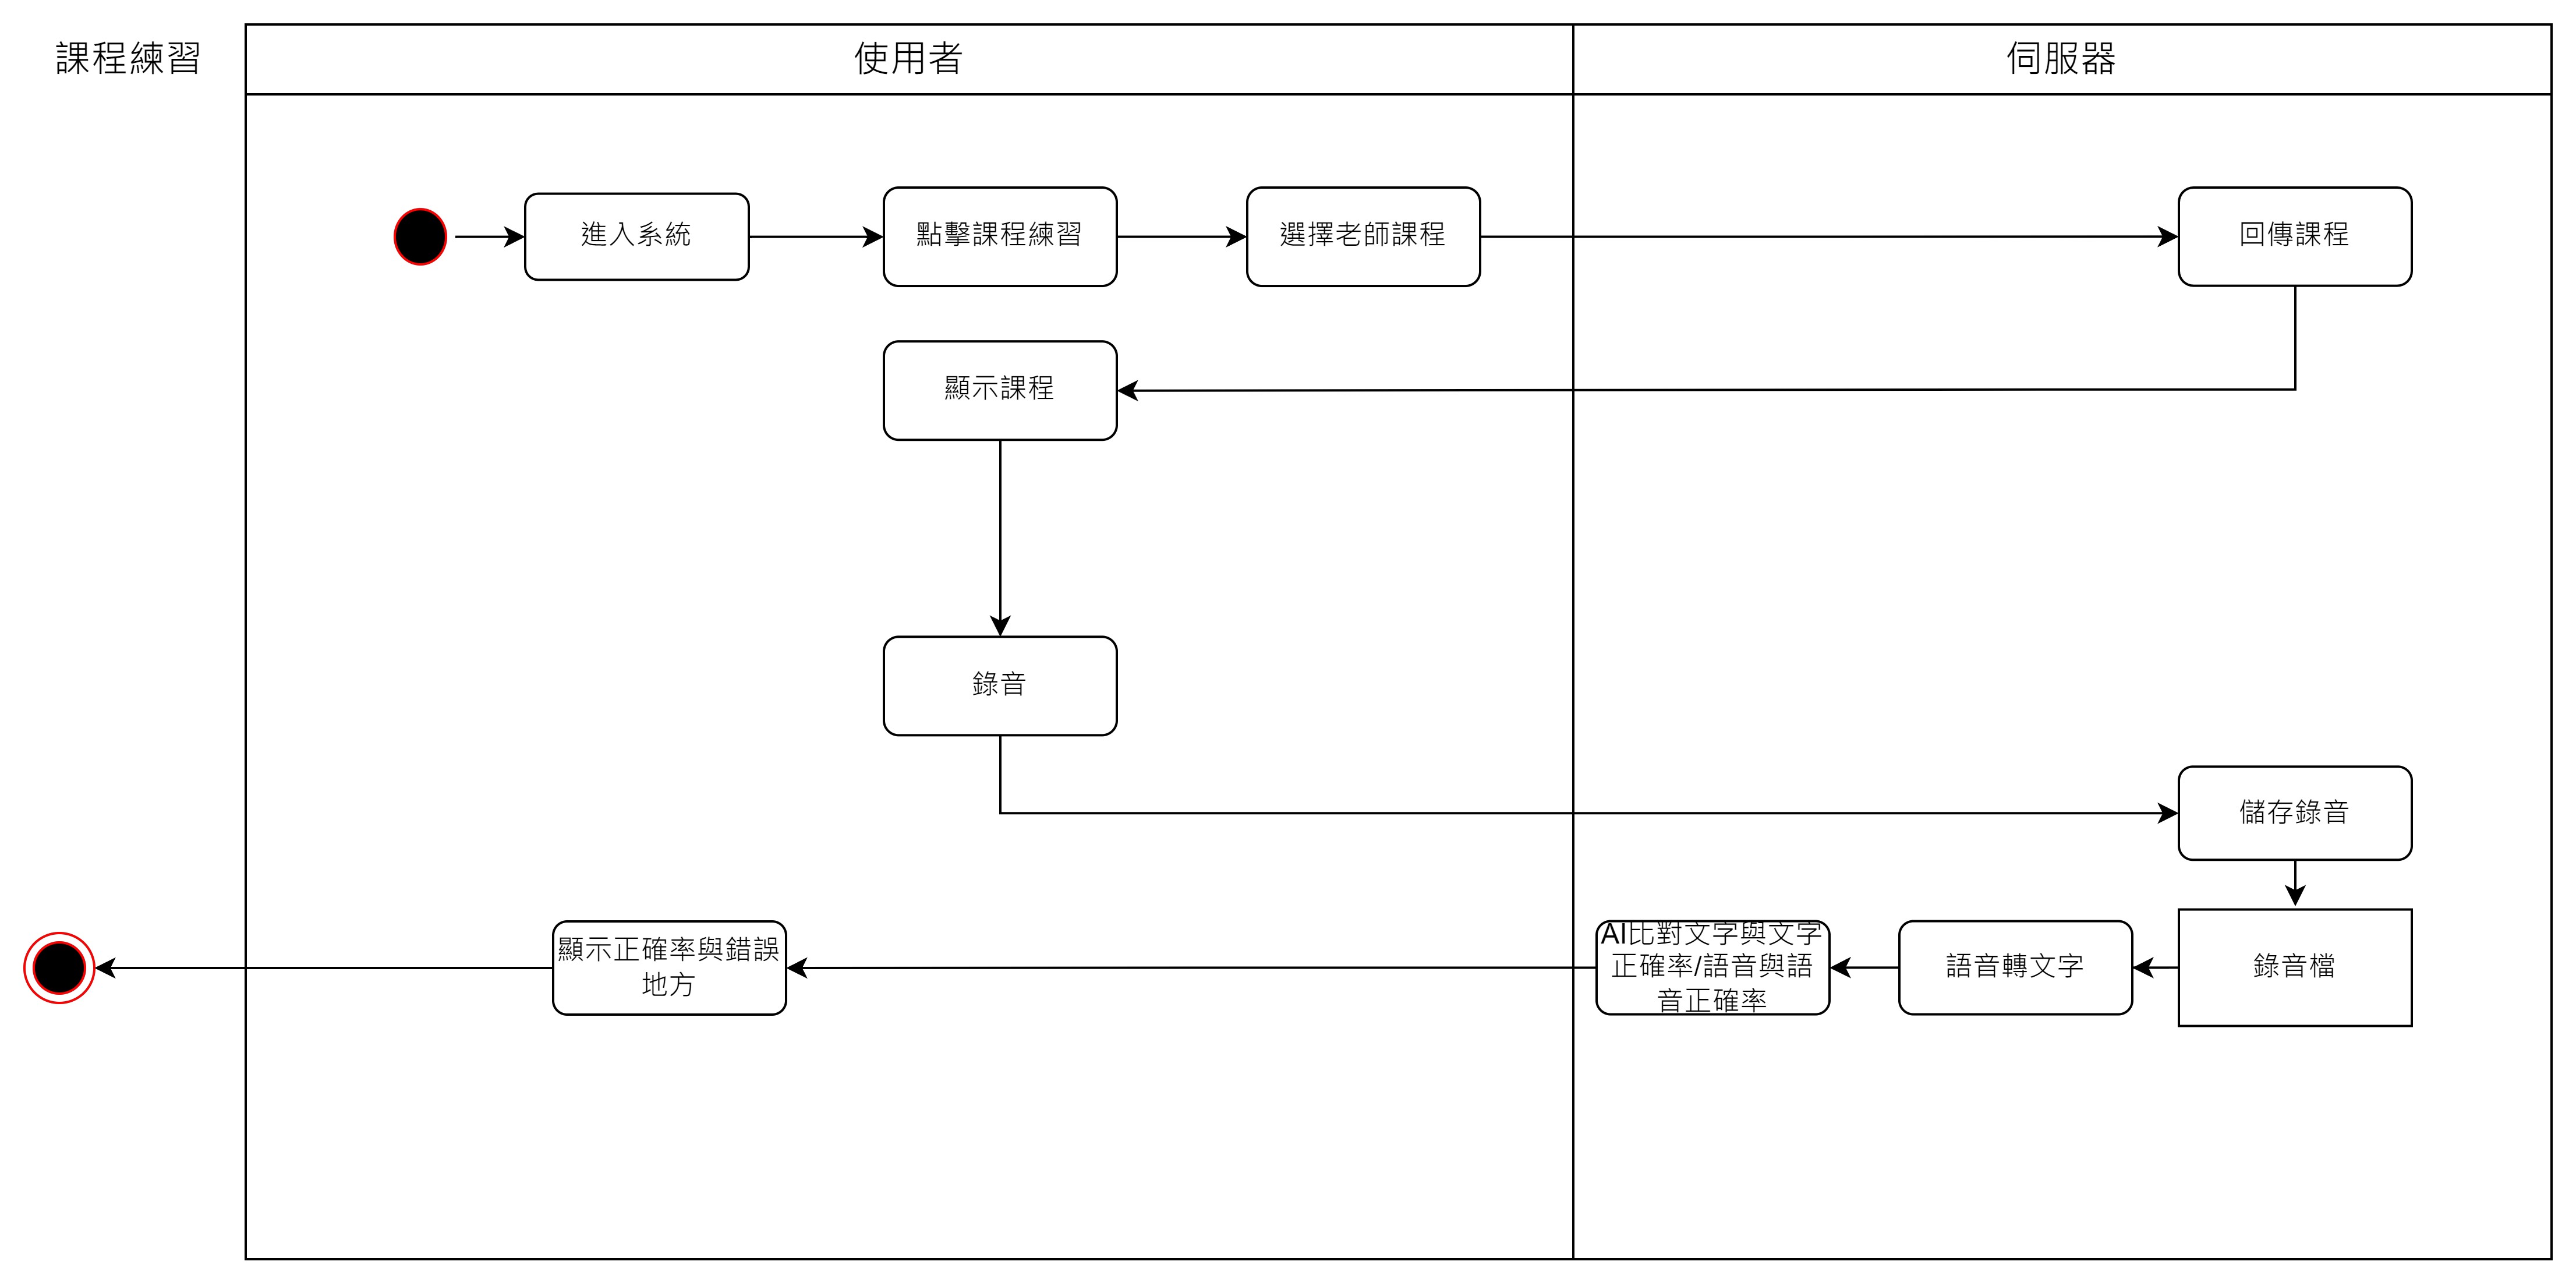 課程練習
使用者
伺服器
進入系統
點擊課程練習
選擇老師課程
回傳課程
顯示課程
錄音
儲存錄音
顯示正確率與錯誤
地方
AI比對文字與文字
正確率/語音與語
音正確率
語音轉文字
錄音檔